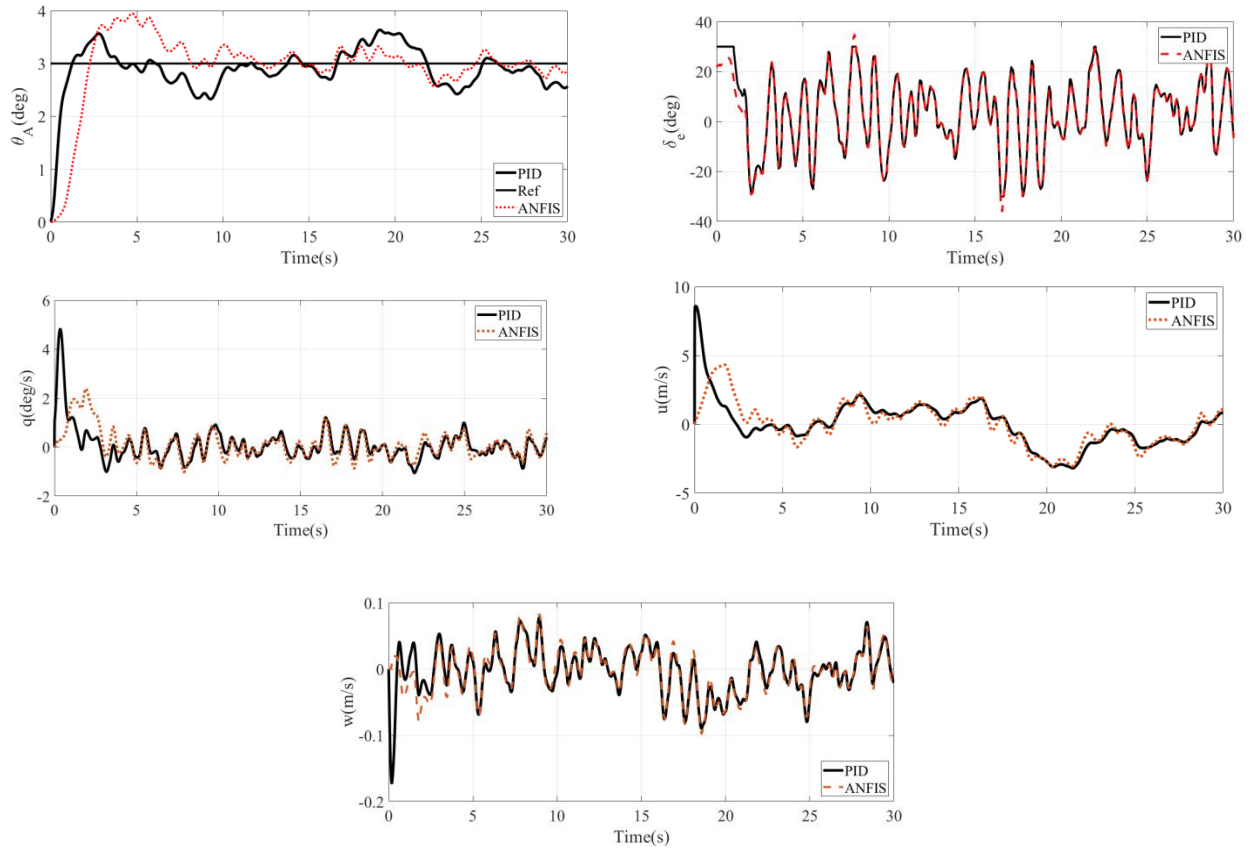 4
3
2
1
0
θ_A (deg)
0 5 10 15 20 25 30
Time(s)
PID
Ref
ANFIS
40
20
0
-20
-40
δ_e (deg)
0 5 10 15 20 25 30
Time(s)
PID
ANFIS
6
4
2
0
-2
q(deg/s)
0 5 10 15 20 25 30
Time(s)
PID
ANFIS
10
5
0
-5
u(m/s)
0 5 10 15 20 25 30
Time(s)
PID
ANFIS
0.1
0
-0.1
-0.2
w(m/s)
0 5 10 15 20 25 30
Time(s)
PID
ANFIS